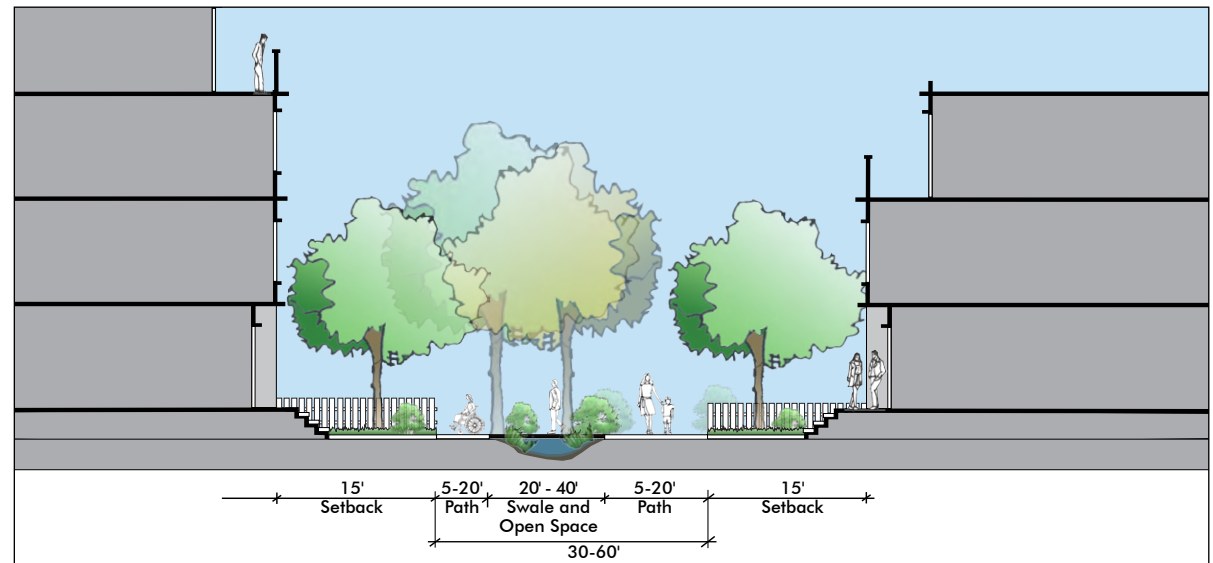 15' 5-20' 20' - 40' 5-20' 15'
Setback Path Swale and Path Setback
Open Space
30-60'